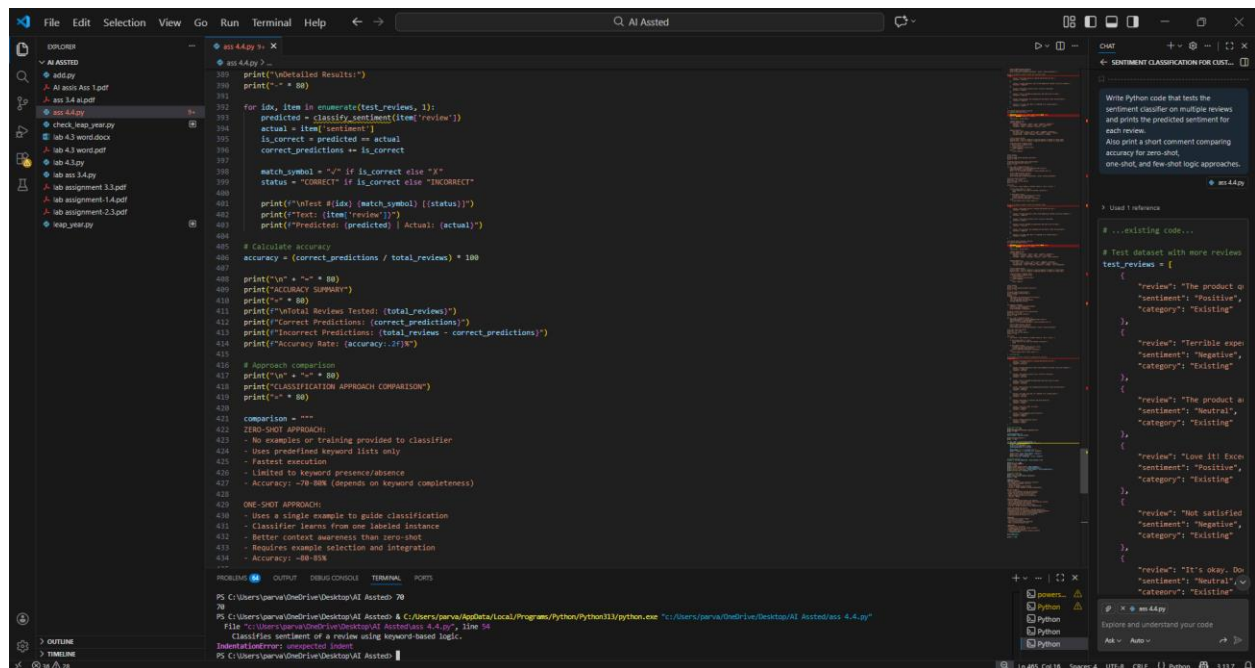 File Edit Selection View Go Run Terminal Help
AI Assted
EXPLORER
AI ASSTED
add.py
AI assis Ass 1.pdf
ass 3.4 ai.pdf
ass 4.4.py 9+
check_leap_year.py
lab 4.3 word.docx
lab 4.3 word.pdf
lab 4.3.py
lab ass 3.4.py
lab assignment 3.3.pdf
lab assignment-1.4.pdf
lab assignment-2.3.pdf
leap_year.py
OUTLINE
TIMELINE
ass 4.4.py 9+
ass 4.4.py > ...
389 print("\nDetailed Results:")
390 print("-" * 80)
391
392 for idx, item in enumerate(test_reviews, 1):
393 predicted = classify_sentiment(item['review'])
394 actual = item['sentiment']
395 is_correct = predicted == actual
396 correct_predictions += is_correct
397
398 match_symbol = "✓" if is_correct else "✗"
399 status = "CORRECT" if is_correct else "INCORRECT"
400
401 print(f"\nTest #{idx} {match_symbol} [{status}]")
402 print(f"Text: {item['review']}")
403 print(f"Predicted: {predicted} | Actual: {actual}")
404
405 # Calculate accuracy
406 accuracy = (correct_predictions / total_reviews) * 100
407
408 print("\n" + "=" * 80)
409 print("ACCURACY SUMMARY")
410 print("=" * 80)
411 print(f"\nTotal Reviews Tested: {total_reviews}")
412 print(f"Correct Predictions: {correct_predictions}")
413 print(f"Incorrect Predictions: {total_reviews - correct_predictions}")
414 print(f"Accuracy Rate: {accuracy:.2f}%")
415
416 # Approach comparison
417 print("\n" + "=" * 80)
418 print("CLASSIFICATION APPROACH COMPARISON")
419 print("=" * 80)
420
421 comparison = """
422 ZERO-SHOT APPROACH:
423 - No examples or training provided to classifier
424 - Uses predefined keyword lists only
425 - Fastest execution
426 - Limited to keyword presence/absence
427 - Accuracy: ~70-80% (depends on keyword completeness)
428
429 ONE-SHOT APPROACH:
430 - Uses a single example to guide classification
431 - Classifier learns from one labeled instance
432 - Better context awareness than zero-shot
433 - Requires example selection and integration
434 - Accuracy: ~80-85%
PROBLEMS 64 OUTPUT DEBUG CONSOLE TERMINAL PORTS
PS C:\Users\parva\OneDrive\Desktop\AI Assted> 70
70
PS C:\Users\parva\OneDrive\Desktop\AI Assted> & C:/Users/parva/AppData/Local/Programs/Python/Python313/python.exe "c:/Users/parva/OneDrive/Desktop/AI Assted/ass 4.4.py"
File "c:\Users\parva\OneDrive\Desktop\AI Assted\ass 4.4.py", line 54
Classifies sentiment of a review using keyword-based logic.
IndentationError: unexpected indent
PS C:\Users\parva\OneDrive\Desktop\AI Assted>
powers...
Python
Python
Python
Python
CHAT
SENTIMENT CLASSIFICATION FOR CUST...
Write Python code that tests the
sentiment classifier on multiple reviews
and prints the predicted sentiment for
each review.
Also print a short comment comparing
accuracy for zero-shot,
one-shot, and few-shot logic approaches.
ass 4.4.py
Used 1 reference
# ...existing code...
# Test dataset with more reviews
test_reviews = [
{
"review": "The product q
"sentiment": "Positive",
"category": "Existing"
},
{
"review": "Terrible expe
"sentiment": "Negative",
"category": "Existing"
},
{
"review": "The product a
"sentiment": "Neutral",
"category": "Existing"
},
{
"review": "Love it! Exce
"sentiment": "Positive",
"category": "Existing"
},
{
"review": "Not satisfied
"sentiment": "Negative",
"category": "Existing"
},
{
"review": "It's okay. Do
"sentiment": "Neutral",
"category": "Existing"
ass 4.4.py
Explore and understand your code
Ask Auto
Ln 465, Col 16 Spaces: 4 UTF-8 CRLF Python 3.13.7